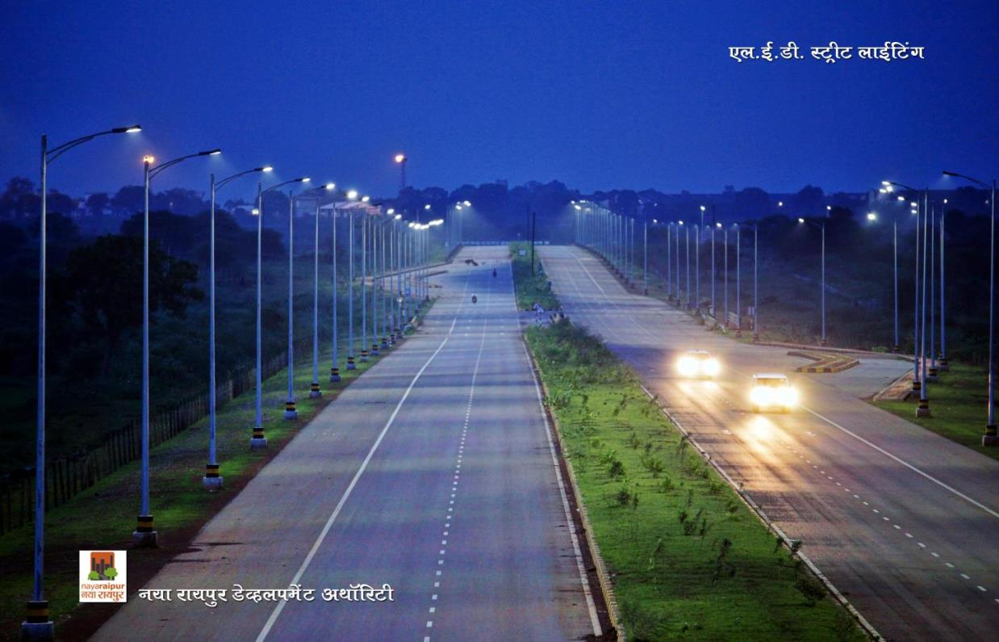 एल.ई.डी. स्ट्रीट लाईटिंग
nayaraipur
नया रायपुर
नया रायपुर डेव्हलपमेंट अथॉरिटी